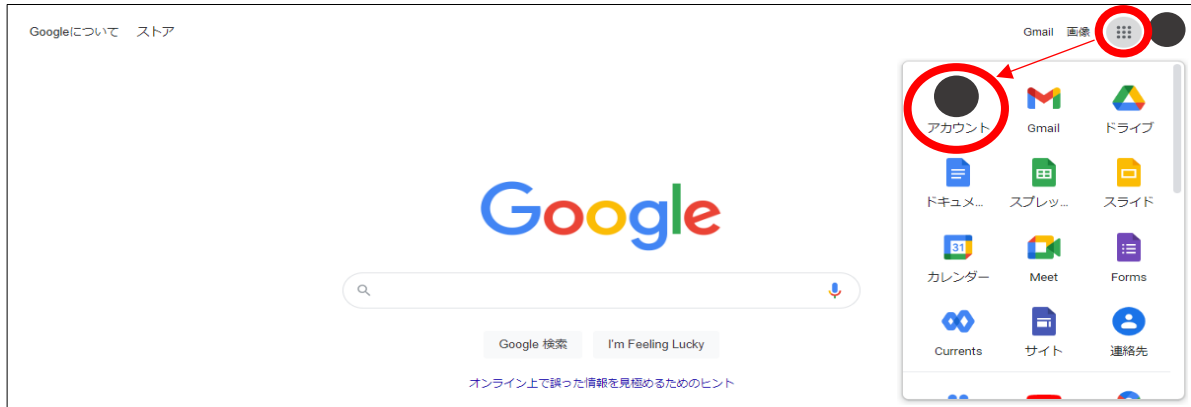 Googleについて ストア
Gmail 画像
アカウント Gmail ドライブ
ドキュメ... スプレッ... スライド
31
カレンダー Meet Forms
Currents サイト 連絡先
Google
Google 検索 I'm Feeling Lucky
オンライン上で誤った情報を見極めるためのヒント